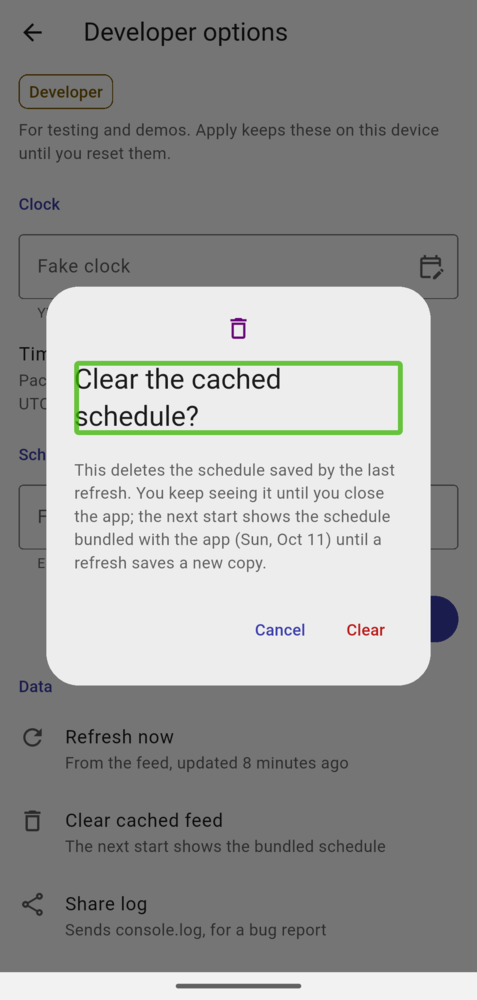 Developer options
Developer
For testing and demos. Apply keeps these on this device
until you reset them.
Clock
Fake clock
Clear the cached
schedule?
This deletes the schedule saved by the last
refresh. You keep seeing it until you close
the app; the next start shows the schedule
bundled with the app (Sun, Oct 11) until a
refresh saves a new copy.
Cancel
Clear
Data
Refresh now
From the feed, updated 8 minutes ago
Clear cached feed
The next start shows the bundled schedule
Share log
Sends console.log, for a bug report